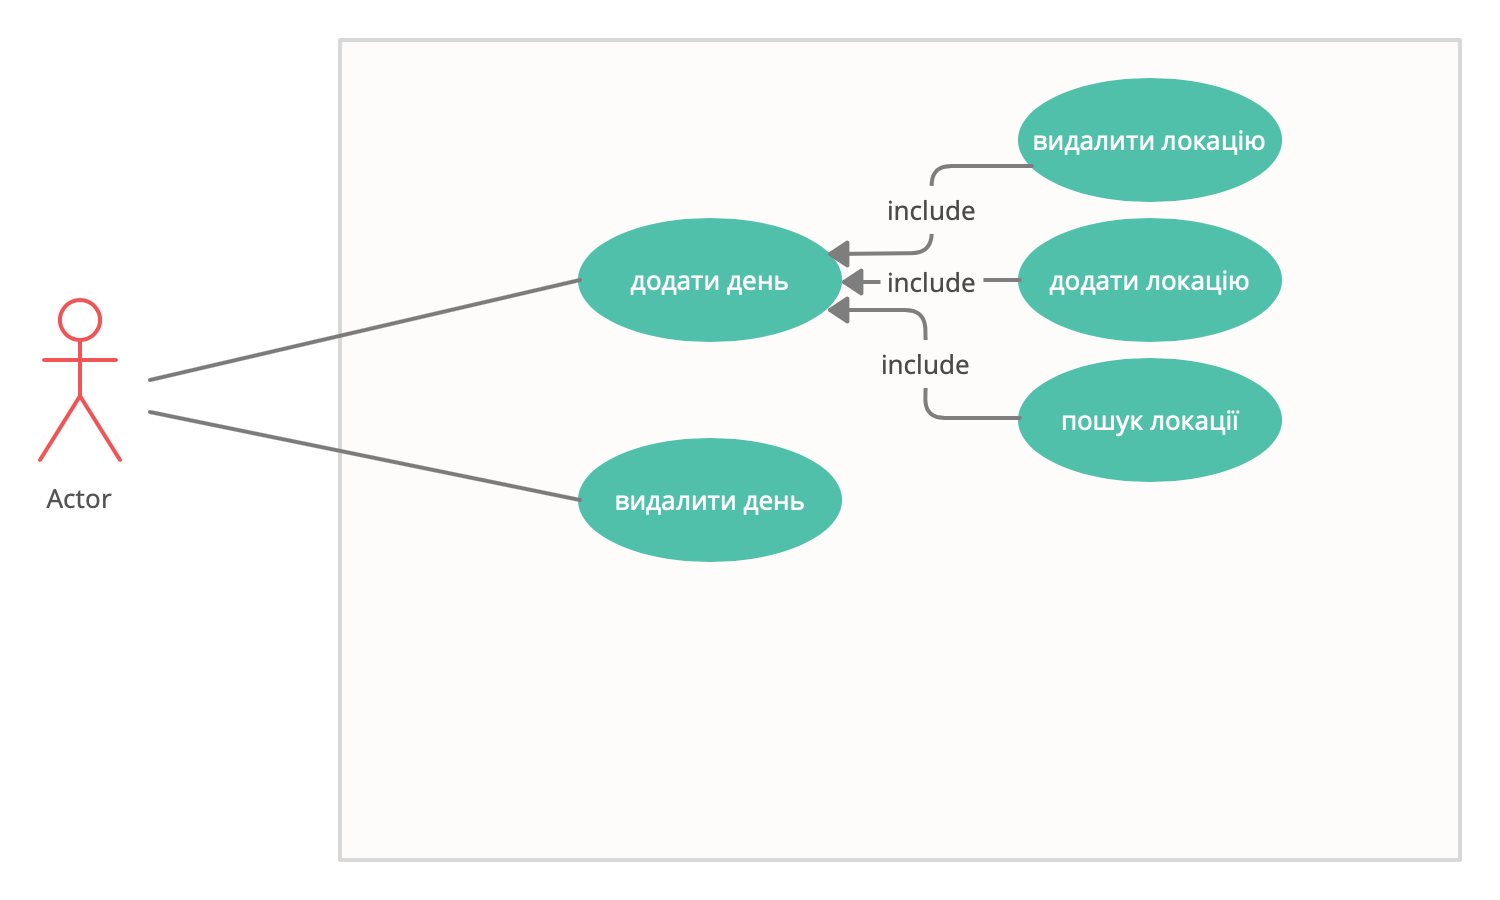 видалити локацію
include
додати день
include
додати локацію
include
пошук локації
Actor
видалити день